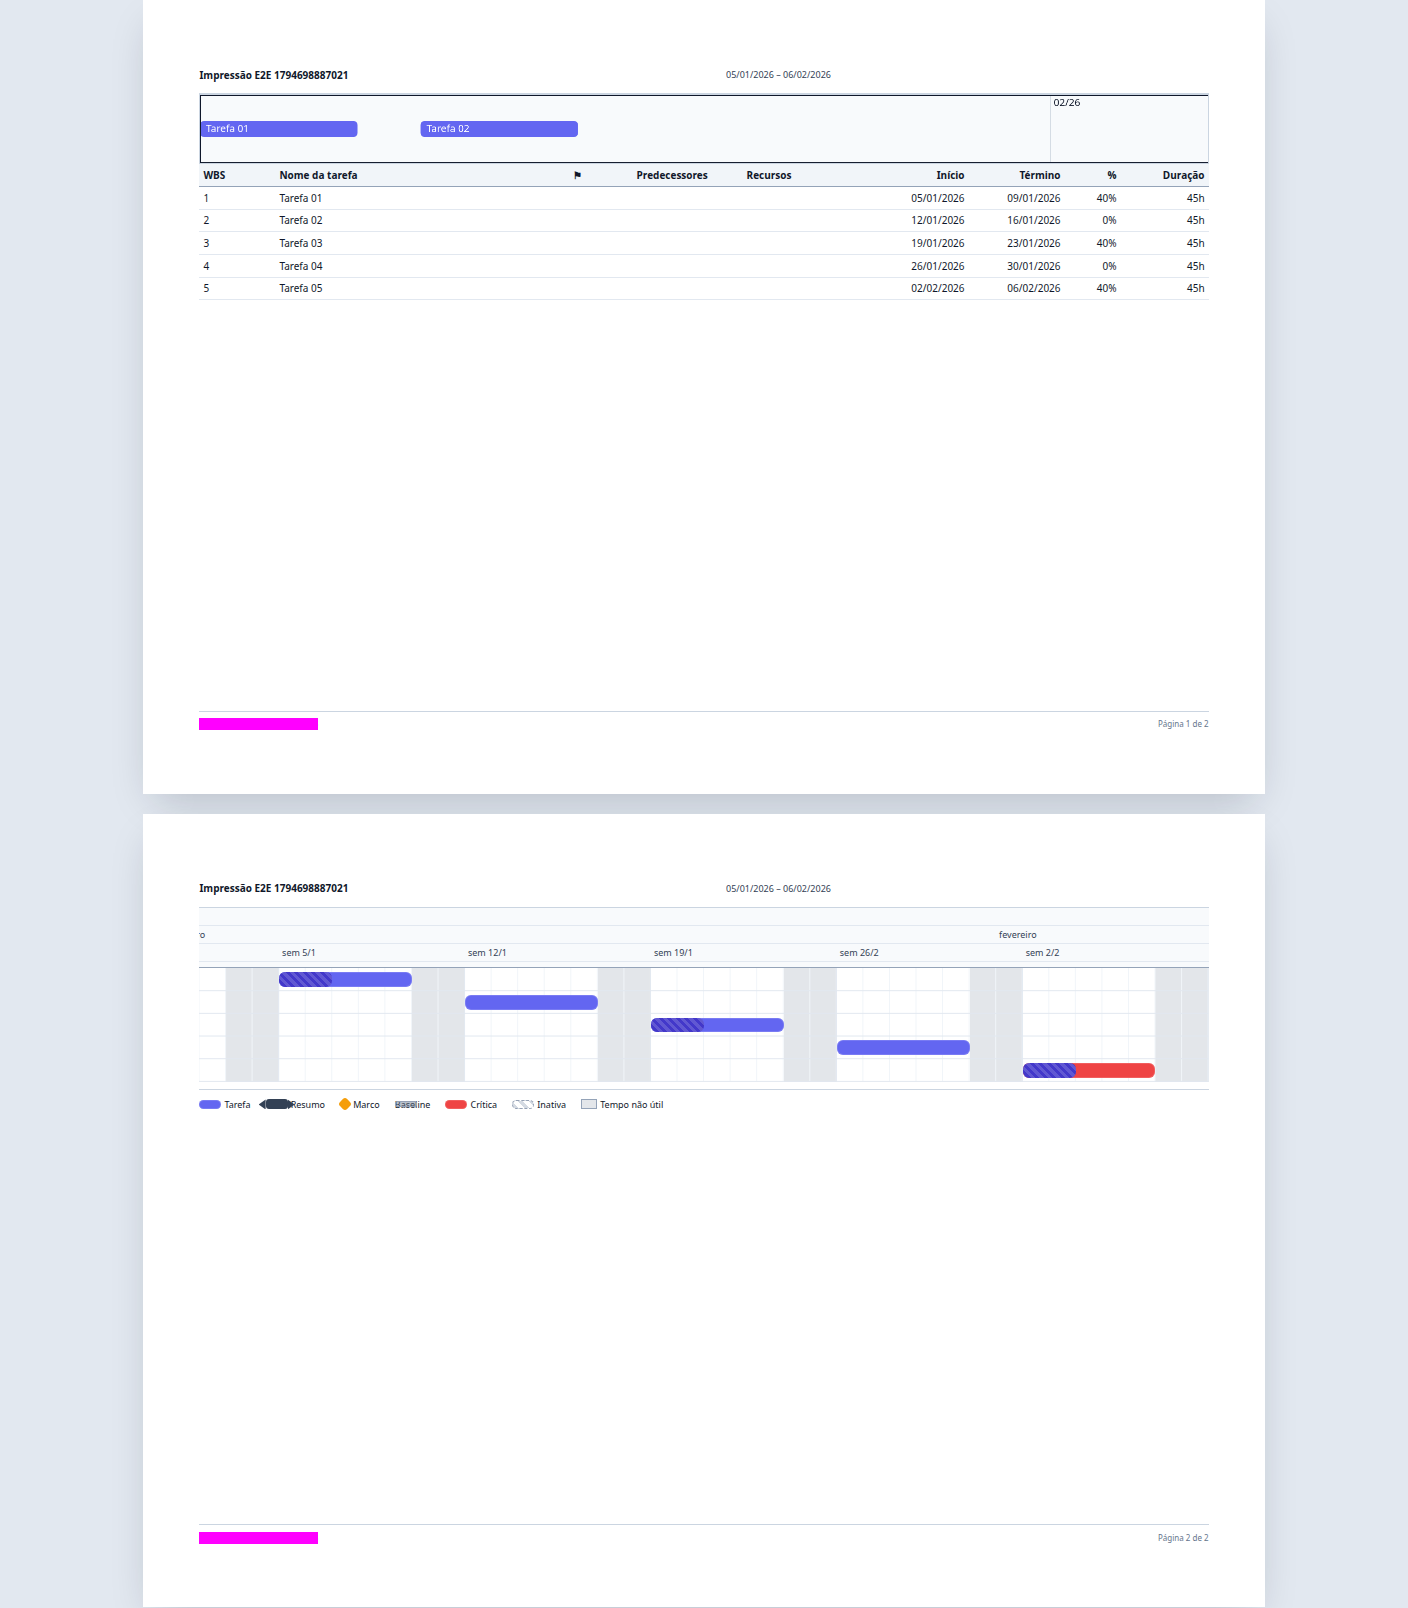 Impressão E2E 1794698887021 05/01/2026 – 06/02/2026
02/26
Tarefa 01 Tarefa 02
WBS Nome da tarefa ⚑ Predecessores Recursos Início Término % Duração
1 Tarefa 01 05/01/2026 09/01/2026 40% 45h
2 Tarefa 02 12/01/2026 16/01/2026 0% 45h
3 Tarefa 03 19/01/2026 23/01/2026 40% 45h
4 Tarefa 04 26/01/2026 30/01/2026 0% 45h
5 Tarefa 05 02/02/2026 06/02/2026 40% 45h
Página 1 de 2
Impressão E2E 1794698887021 05/01/2026 – 06/02/2026
fevereiro
sem 5/1 sem 12/1 sem 19/1 sem 26/2 sem 2/2
Tarefa Resumo Marco Baseline Crítica Inativa Tempo não útil
Página 2 de 2